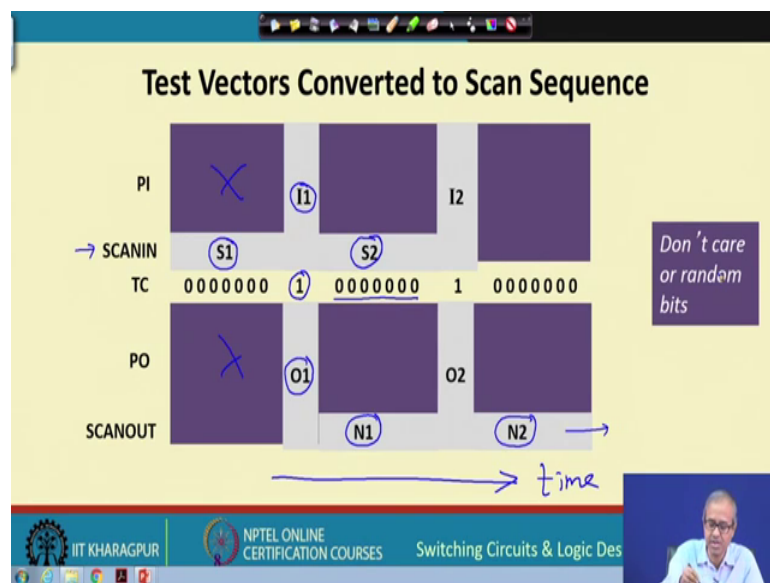 Test Vectors Converted to Scan Sequence
PI X I1 I2
→ SCANIN S1 S2
TC 0000000 1 0000000 1 0000000
PO X O1 O2
SCANOUT N1 N2
time
Don't care
or random
bits
IIT KHARAGPUR
NPTEL ONLINE
CERTIFICATION COURSES
Switching Circuits & Logic Des